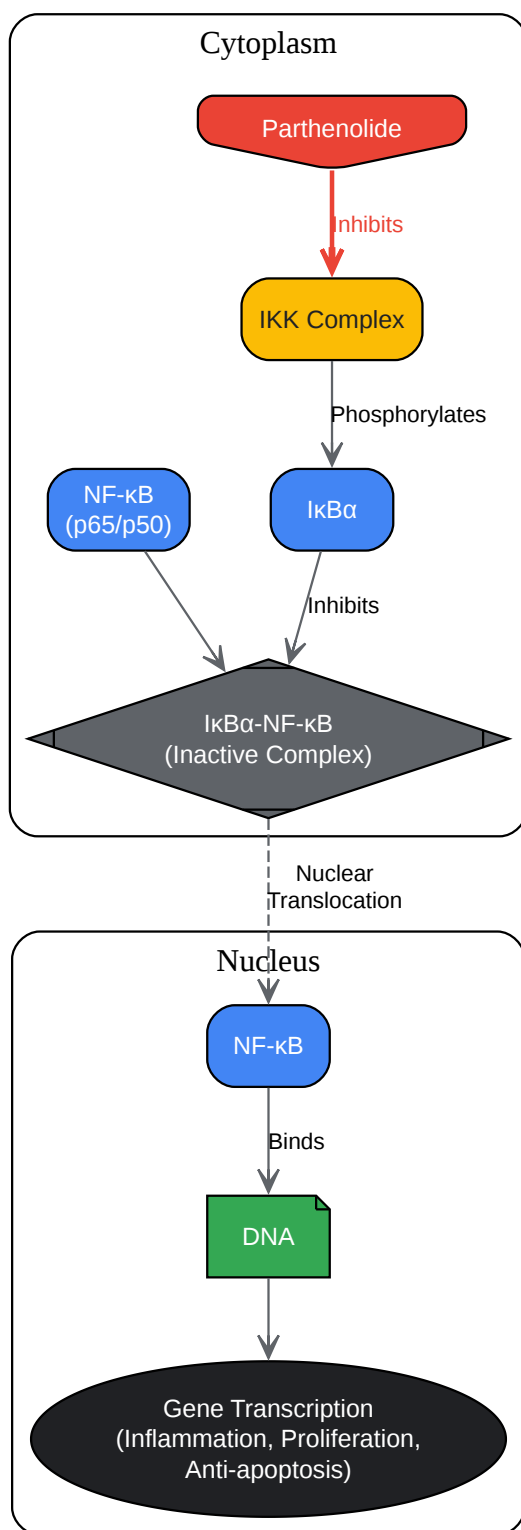 Cytoplasm
Parthenolide
Inhibits
IKK Complex
Phosphorylates
NF-κB
(p65/p50)
IκBα
Inhibits
IκBα-NF-κB
(Inactive Complex)
Nuclear
Translocation
Nucleus
NF-κB
Binds
DNA
Gene Transcription
(Inflammation, Proliferation,
Anti-apoptosis)